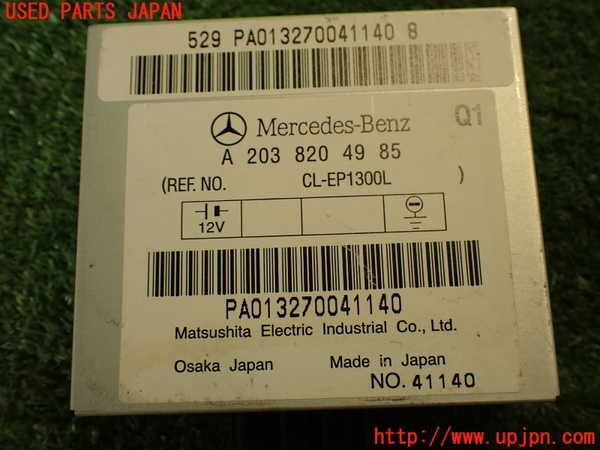 USED PARTS JAPAN
529 PA013270041140 8
Mercedes-Benz Q1
A 203 820 49 85
(REF. NO. CL-EP1300L )
12V
PA013270041140
Matsushita Electric Industrial Co., Ltd.
Osaka Japan Made in Japan
NO. 41140
http://www.upjpn.com/